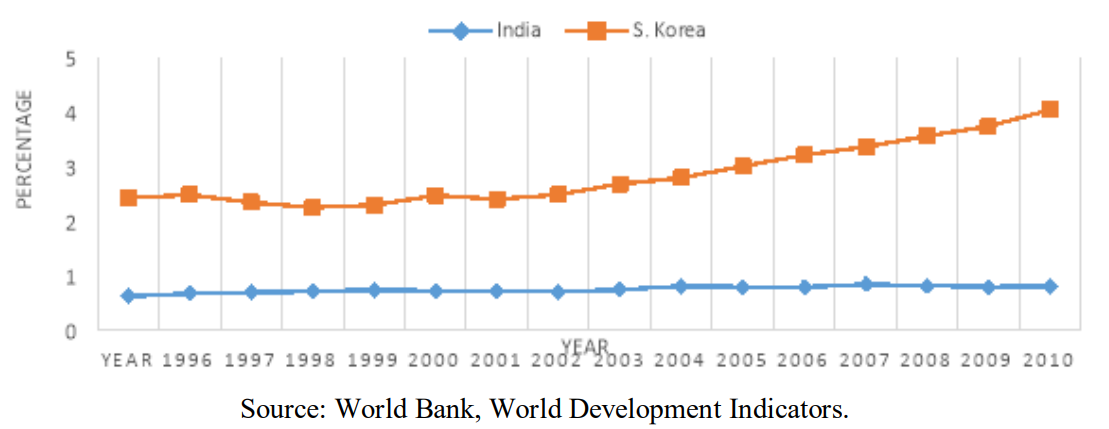 India S. Korea
5
4
3
2
1
0
PERCENTAGE
YEAR 1996 1997 1998 1999 2000 2001 2002 2003 2004 2005 2006 2007 2008 2009 2010
YEAR
Source: World Bank, World Development Indicators.